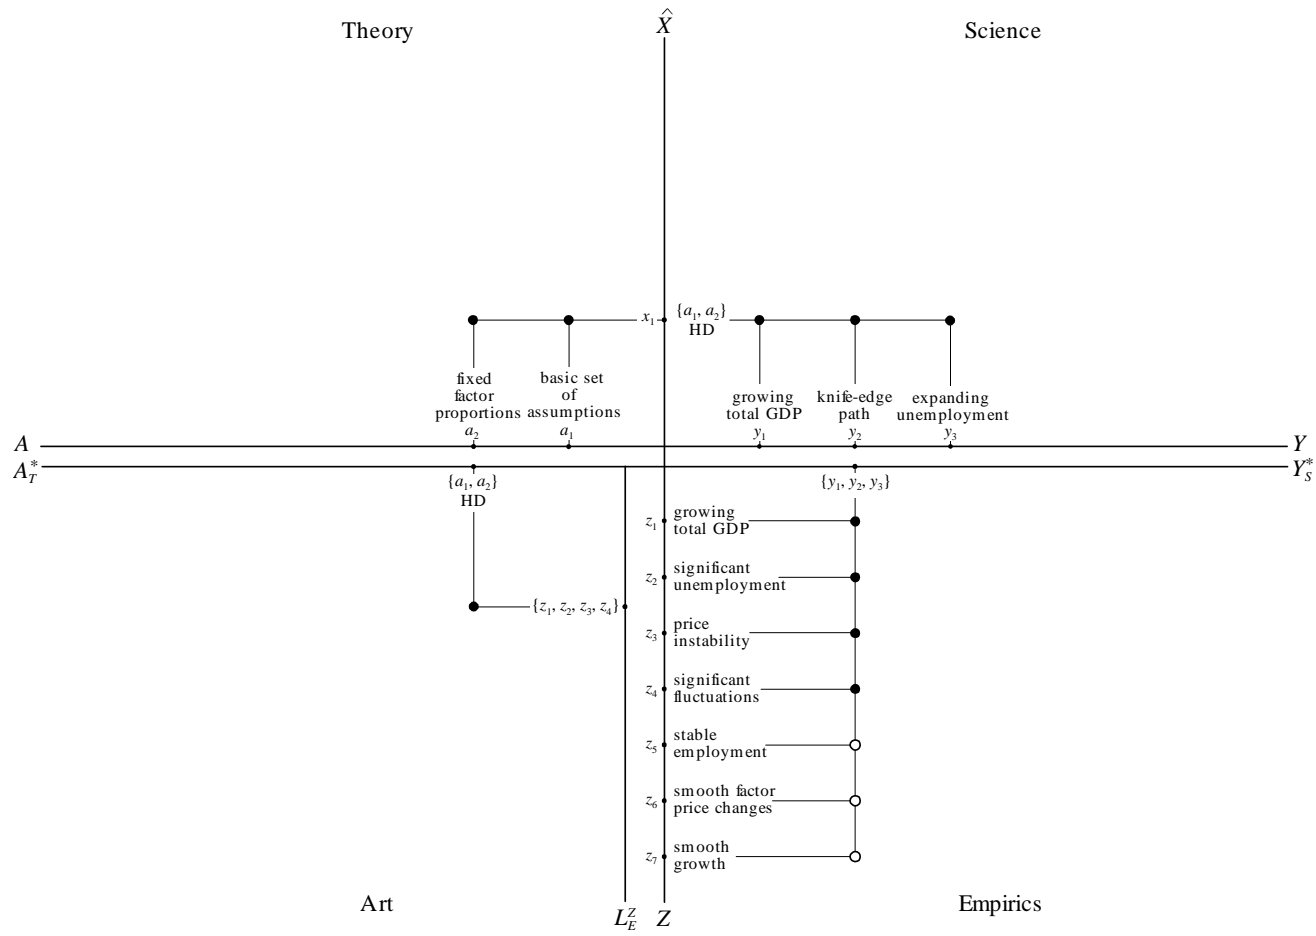 Theory
X̂
Science
x₁
{a₁, a₂}
HD
fixed
factor
proportions
a₂
basic set
of
assumptions
a₁
growing
total GDP
y₁
knife-edge
path
y₂
expanding
unemployment
y₃
A
Y
A*_T
Y*_S
{a₁, a₂}
HD
{y₁, y₂, y₃}
z₁
growing
total GDP
z₂
significant
unemployment
{z₁, z₂, z₃, z₄}
z₃
price
instability
z₄
significant
fluctuations
z₅
stable
employment
z₆
smooth factor
price changes
z₇
smooth
growth
Art
L^Z_E
Z
Empirics